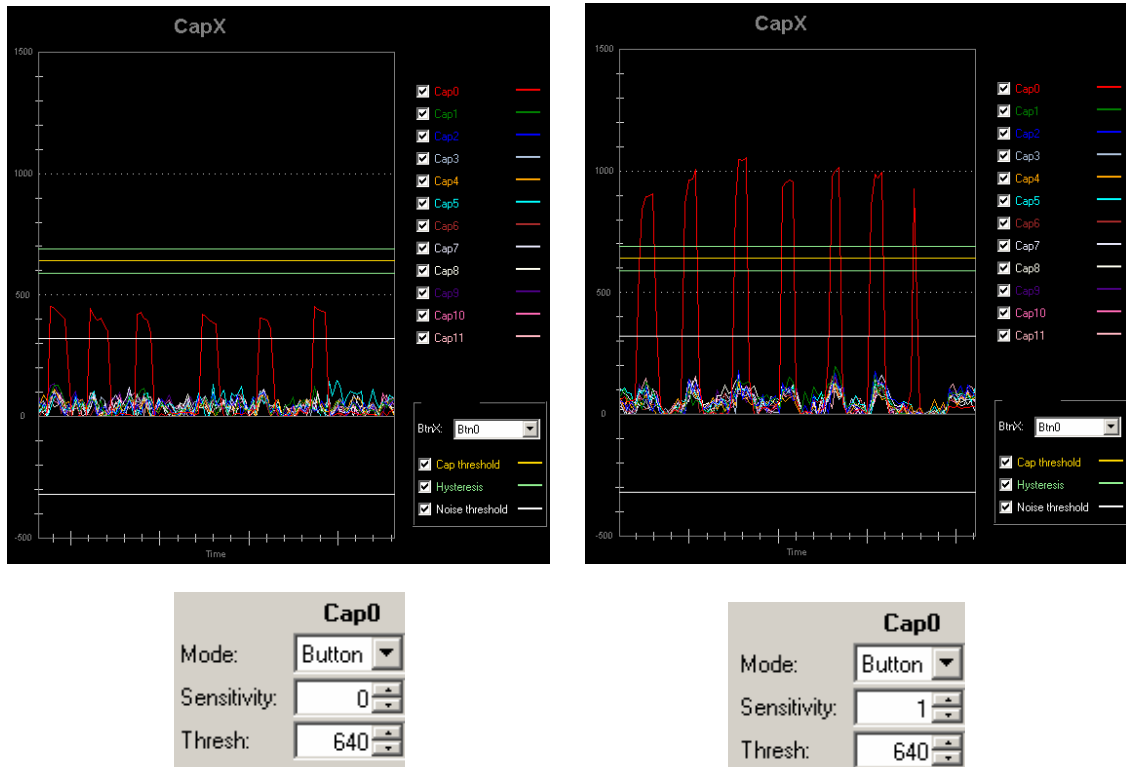 CapX
1500
1000
500
0
-500
Time
Cap0
Cap1
Cap2
Cap3
Cap4
Cap5
Cap6
Cap7
Cap8
Cap9
Cap10
Cap11
BtnX: Btn0
Cap threshold
Hysteresis
Noise threshold
CapX
1500
1000
500
0
-500
Time
Cap0
Cap1
Cap2
Cap3
Cap4
Cap5
Cap6
Cap7
Cap8
Cap9
Cap10
Cap11
BtnX: Btn0
Cap threshold
Hysteresis
Noise threshold
Cap0
Mode: Button
Sensitivity: 0
Thresh: 640
Cap0
Mode: Button
Sensitivity: 1
Thresh: 640